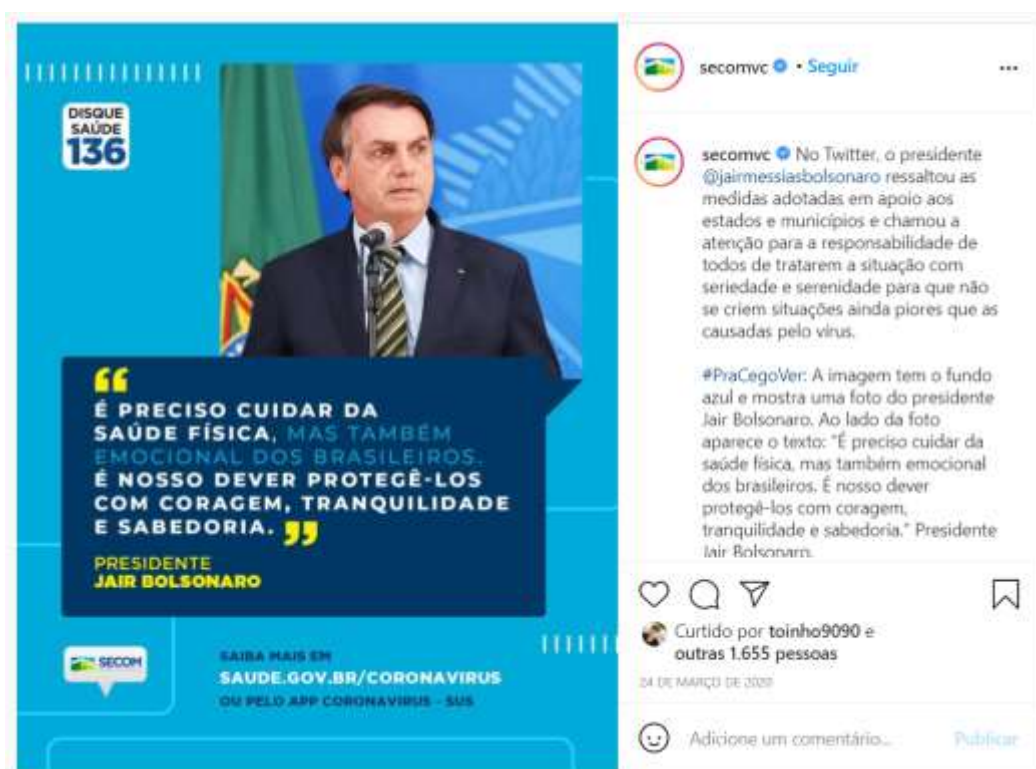 DISQUE
SAÚDE
136
“
É PRECISO CUIDAR DA
SAÚDE FÍSICA, MAS TAMBÉM
EMOCIONAL DOS BRASILEIROS.
É NOSSO DEVER PROTEGÊ-LOS
COM CORAGEM, TRANQUILIDADE
E SABEDORIA. ”
PRESIDENTE
JAIR BOLSONARO
SECOM
SAIBA MAIS EM
SAUDE.GOV.BR/CORONAVIRUS
OU PELO APP CORONAVIRUS - SUS
secomvc • Seguir
secomvc No Twitter, o presidente
@jairmessiasbolsonaro ressaltou as
medidas adotadas em apoio aos
estados e municípios e chamou a
atenção para a responsabilidade de
todos de tratarem a situação com
seriedade e serenidade para que não
se criem situações ainda piores que as
causadas pelo vírus.
#PraCegoVer: A imagem tem o fundo
azul e mostra uma foto do presidente
Jair Bolsonaro. Ao lado da foto
aparece o texto: "É preciso cuidar da
saúde física, mas também emocional
dos brasileiros. É nosso dever
protegê-los com coragem,
tranquilidade e sabedoria." Presidente
Jair Bolsonaro.
Curtido por toinho9090 e
outras 1.655 pessoas
24 DE MARÇO DE 2020
Adicione um comentário... Publicar